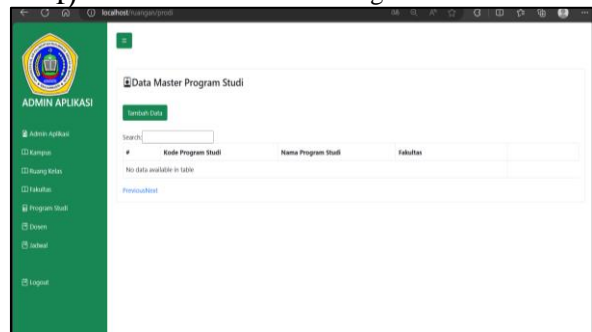 localhost/ruangan/prodi
ADMIN APLIKASI
Admin Aplikasi
Kampus
Ruang Kelas
Fakultas
Program Studi
Dosen
Jadwal
Logout
Data Master Program Studi
Tambah Data
Search:
# Kode Program Studi Nama Program Studi Fakultas
No data available in table
PreviousNext